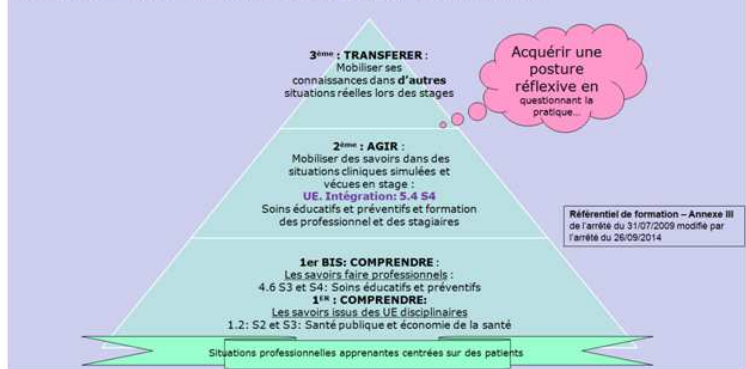 3ème : TRANSFERER :
Mobiliser ses
connaissances dans d'autres
situations réelles lors des stages
Acquérir une
posture
réflexive en
questionnant la
pratique...
2ème : AGIR :
Mobiliser des savoirs dans des
situations cliniques simulées et
vécues en stage :
UE. Intégration: 5.4 S4
Soins éducatifs et préventifs et formation
des professionnel et des stagiaires
Référentiel de formation – Annexe III
de l'arrêté du 31/07/2009 modifié par
l'arrêté du 26/09/2014
1er BIS: COMPRENDRE :
Les savoirs faire professionnels :
4.6 S3 et S4: Soins éducatifs et préventifs
1ER : COMPRENDRE:
Les savoirs issus des UE disciplinaires
1.2: S2 et S3: Santé publique et économie de la santé
Situations professionnelles apprenantes centrées sur des patients